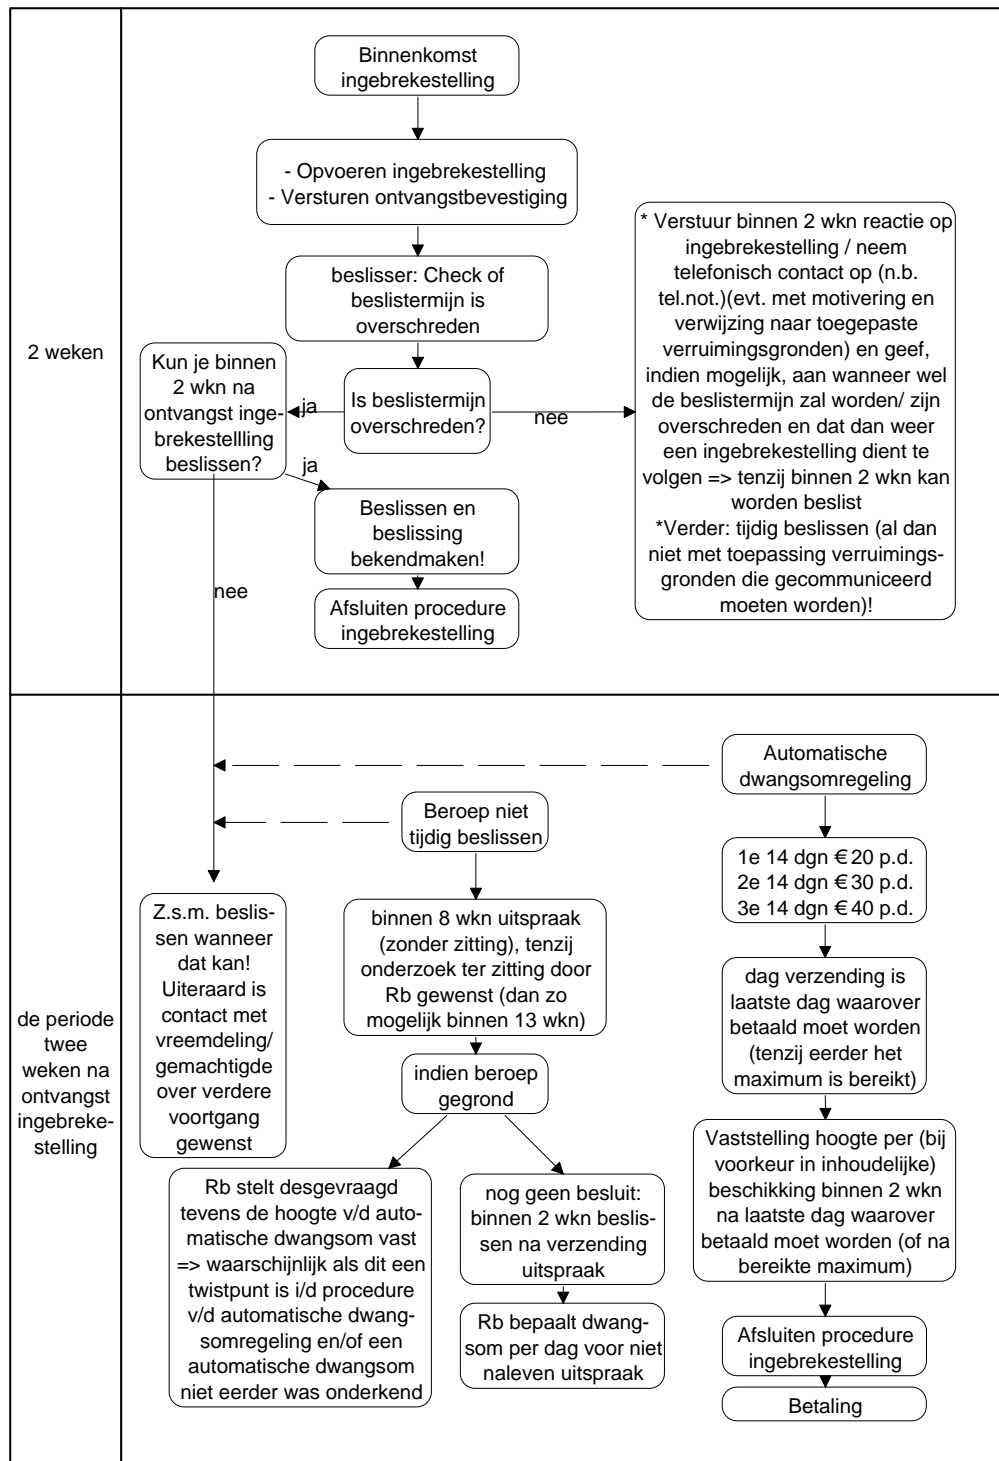 Binnenkomst
ingebrekestelling
- Opvoeren ingebrekestelling
- Versturen ontvangstbevestiging
beslisser: Check of
beslistermijn is
overschreden
2 weken
Kun je binnen
2 wkn na
ontvangst inge-
brekestellling
beslissen?
ja
Is beslistermijn
overschreden?
nee
* Verstuur binnen 2 wkn reactie op
ingebrekestelling / neem
telefonisch contact op (n.b.
tel.not.)(evt. met motivering en
verwijzing naar toegepaste
verruimingsgronden) en geef,
indien mogelijk, aan wanneer wel
de beslistermijn zal worden/ zijn
overschreden en dat dan weer
een ingebrekestelling dient te
volgen => tenzij binnen 2 wkn kan
worden beslist
*Verder: tijdig beslissen (al dan
niet met toepassing verruimings-
gronden die gecommuniceerd
moeten worden)!
ja
Beslissen en
beslissing
bekendmaken!
nee
Afsluiten procedure
ingebrekestelling
de periode
twee
weken na
ontvangst
ingebreke-
stelling
Automatische
dwangsomregeling
Beroep niet
tijdig beslissen
1e 14 dgn € 20 p.d.
2e 14 dgn € 30 p.d.
3e 14 dgn € 40 p.d.
Z.s.m. beslis-
sen wanneer
dat kan!
Uiteraard is
contact met
vreemdeling/
gemachtigde
over verdere
voortgang
gewenst
binnen 8 wkn uitspraak
(zonder zitting), tenzij
onderzoek ter zitting door
Rb gewenst (dan zo
mogelijk binnen 13 wkn)
dag verzending is
laatste dag waarover
betaald moet worden
(tenzij eerder het
maximum is bereikt)
indien beroep
gegrond
Vaststelling hoogte per (bij
voorkeur in inhoudelijke)
beschikking binnen 2 wkn
na laatste dag waarover
betaald moet worden (of na
bereikte maximum)
Rb stelt desgevraagd
tevens de hoogte v/d auto-
matische dwangsom vast
=> waarschijnlijk als dit een
twistpunt is i/d procedure
v/d automatische dwang-
somregeling en/of een
automatische dwangsom
niet eerder was onderkend
nog geen besluit:
binnen 2 wkn beslis-
sen na verzending
uitspraak
Rb bepaalt dwang-
som per dag voor niet
naleven uitspraak
Afsluiten procedure
ingebrekestelling
Betaling